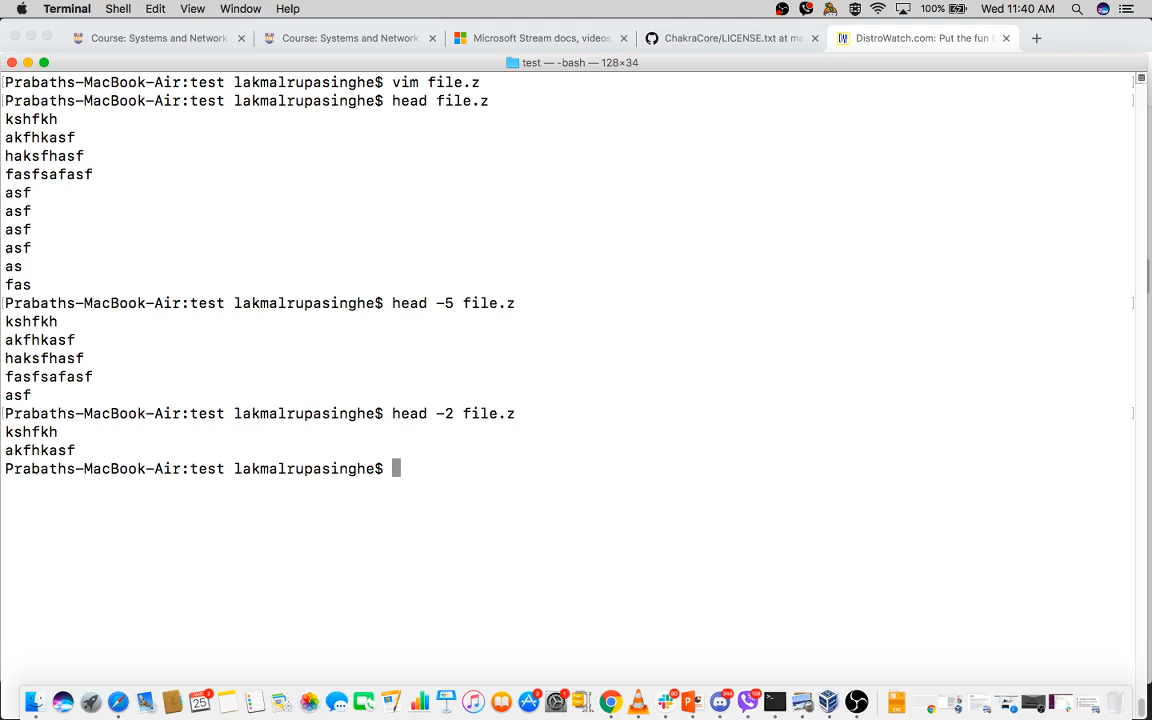 Terminal Shell Edit View Window Help 100% Wed 11:40 AM
Course: Systems and Network Course: Systems and Network Microsoft Stream docs, videos, ChakraCore/LICENSE.txt at ma DistroWatch.com: Put the fun b
test — -bash — 128×34
Prabaths-MacBook-Air:test lakmalrupasinghe$ vim file.z
Prabaths-MacBook-Air:test lakmalrupasinghe$ head file.z
kshfkh
akfhkasf
haksfhasf
fasfsafasf
asf
asf
asf
asf
as
fas
Prabaths-MacBook-Air:test lakmalrupasinghe$ head -5 file.z
kshfkh
akfhkasf
haksfhasf
fasfsafasf
asf
Prabaths-MacBook-Air:test lakmalrupasinghe$ head -2 file.z
kshfkh
akfhkasf
Prabaths-MacBook-Air:test lakmalrupasinghe$
25